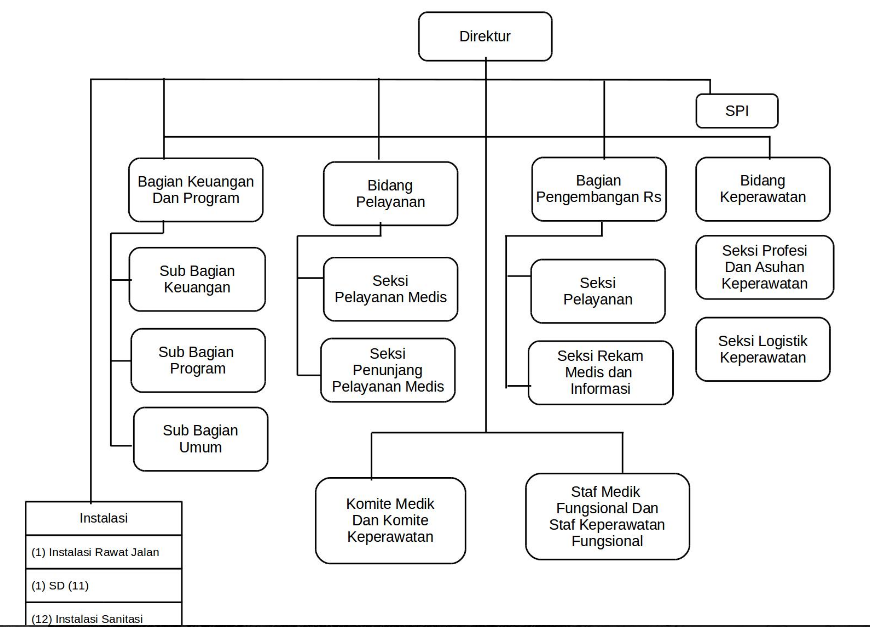 Direktur
SPI
Bagian Keuangan
Dan Program
Bidang
Pelayanan
Bagian
Pengembangan Rs
Bidang
Keperawatan
Sub Bagian
Keuangan
Seksi
Pelayanan Medis
Seksi
Pelayanan
Seksi Profesi
Dan Asuhan
Keperawatan
Sub Bagian
Program
Seksi
Penunjang
Pelayanan Medis
Seksi Rekam
Medis dan
Informasi
Seksi Logistik
Keperawatan
Sub Bagian
Umum
Komite Medik
Dan Komite
Keperawatan
Staf Medik
Fungsional Dan
Staf Keperawatan
Fungsional
Instalasi
(1) Instalasi Rawat Jalan
(1) SD (11)
(12) Instalasi Sanitasi